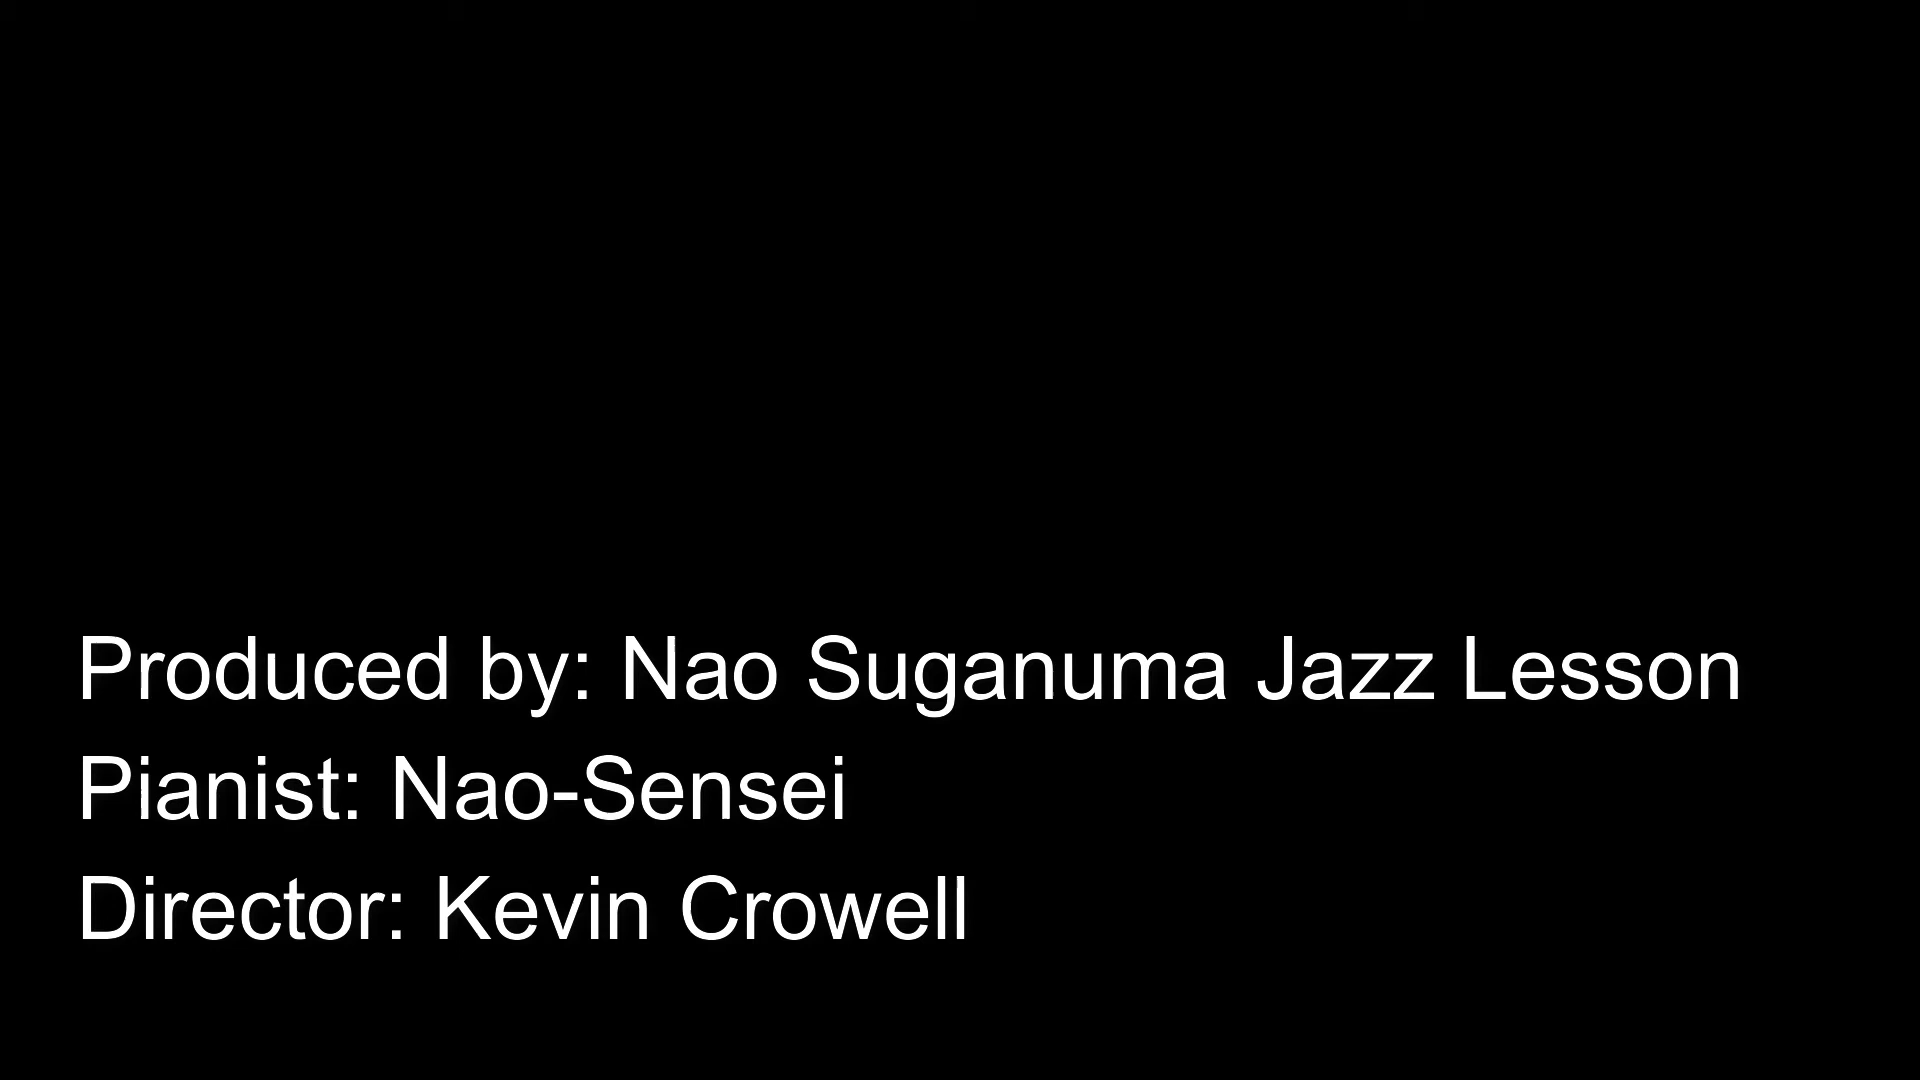 Produced by: Nao Suganuma Jazz Lesson
Pianist: Nao-Sensei
Director: Kevin Crowell